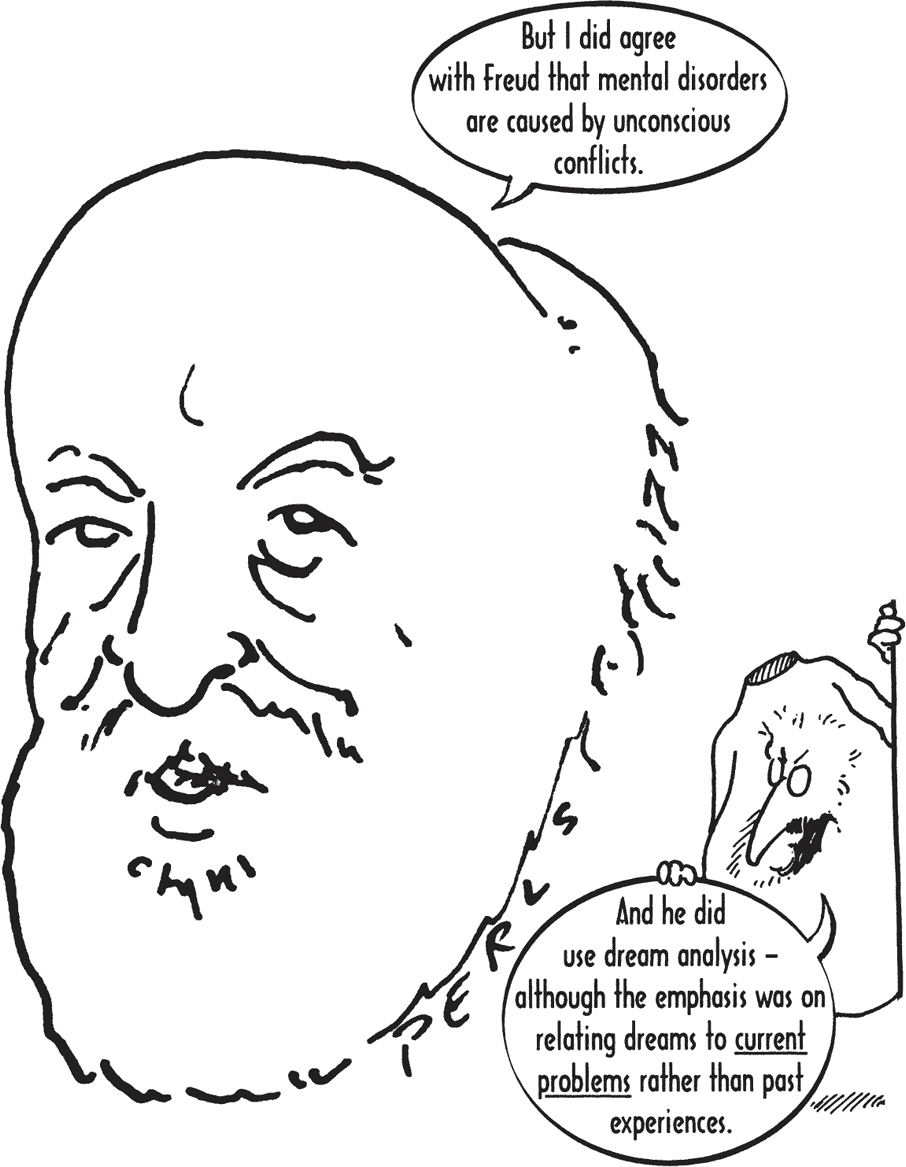 But I did agree
with Freud that mental disorders
are caused by unconscious
conflicts.
PERLS
And he did
use dream analysis –
although the emphasis was on
relating dreams to current
problems rather than past
experiences.